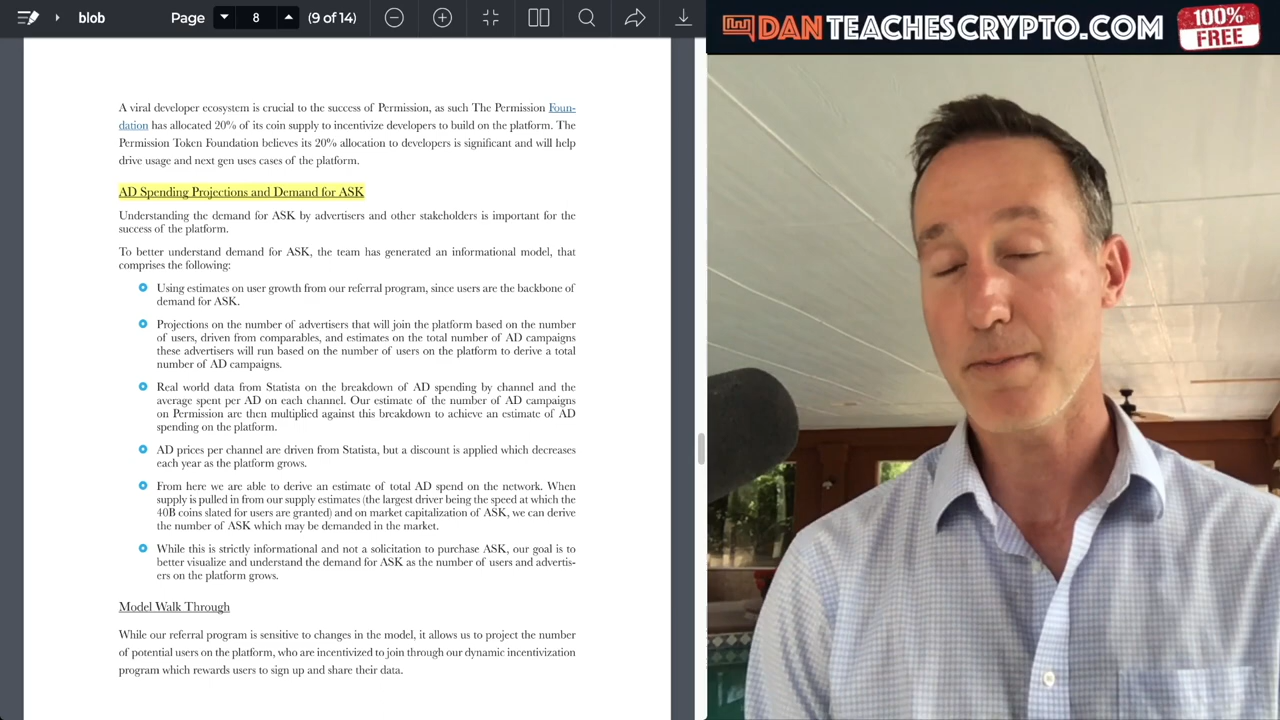 blob
Page 8 (9 of 14)
DANTEACHESCRYPTO.COM
100%
FREE
A viral developer ecosystem is crucial to the success of Permission, as such The Permission Foun-
dation has allocated 20% of its coin supply to incentivize developers to build on the platform. The
Permission Token Foundation believes its 20% allocation to developers is significant and will help
drive usage and next gen uses cases of the platform.
AD Spending Projections and Demand for ASK
Understanding the demand for ASK by advertisers and other stakeholders is important for the
success of the platform.
To better understand demand for ASK, the team has generated an informational model, that
comprises the following:
Using estimates on user growth from our referral program, since users are the backbone of
demand for ASK.
Projections on the number of advertisers that will join the platform based on the number
of users, driven from comparables, and estimates on the total number of AD campaigns
these advertisers will run based on the number of users on the platform to derive a total
number of AD campaigns.
Real world data from Statista on the breakdown of AD spending by channel and the
average spent per AD on each channel. Our estimate of the number of AD campaigns
on Permission are then multiplied against this breakdown to achieve an estimate of AD
spending on the platform.
AD prices per channel are driven from Statista, but a discount is applied which decreases
each year as the platform grows.
From here we are able to derive an estimate of total AD spend on the network. When
supply is pulled in from our supply estimates (the largest driver being the speed at which the
40B coins slated for users are granted) and on market capitalization of ASK, we can derive
the number of ASK which may be demanded in the market.
While this is strictly informational and not a solicitation to purchase ASK, our goal is to
better visualize and understand the demand for ASK as the number of users and advertis-
ers on the platform grows.
Model Walk Through
While our referral program is sensitive to changes in the model, it allows us to project the number
of potential users on the platform, who are incentivized to join through our dynamic incentivization
program which rewards users to sign up and share their data.